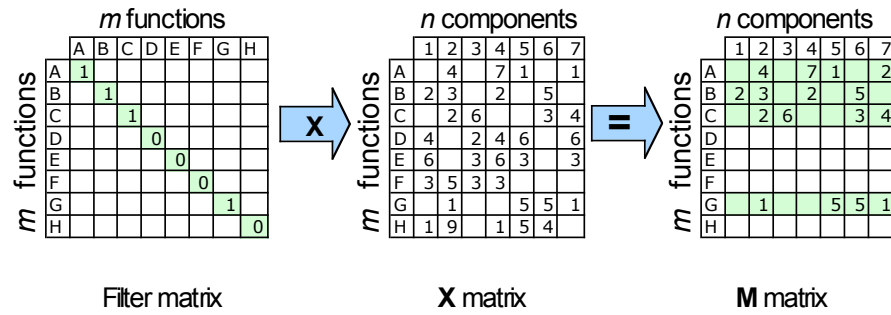 m functions
A B C D E F G H
m functions
A 1
B 1
C 1
D 0
E 0
F 0
G 1
H 0
Filter matrix
X
n components
1 2 3 4 5 6 7
m functions
A 4 7 1 1
B 2 3 2 5
C 2 6 3 4
D 4 2 4 6 6
E 6 3 6 3 3
F 3 5 3 3
G 1 5 5 1
H 1 9 1 5 4
X matrix
=
n components
1 2 3 4 5 6 7
m functions
A 4 7 1 2
B 2 3 2 5
C 2 6 3 4
D
E
F
G 1 5 5 1
H
M matrix